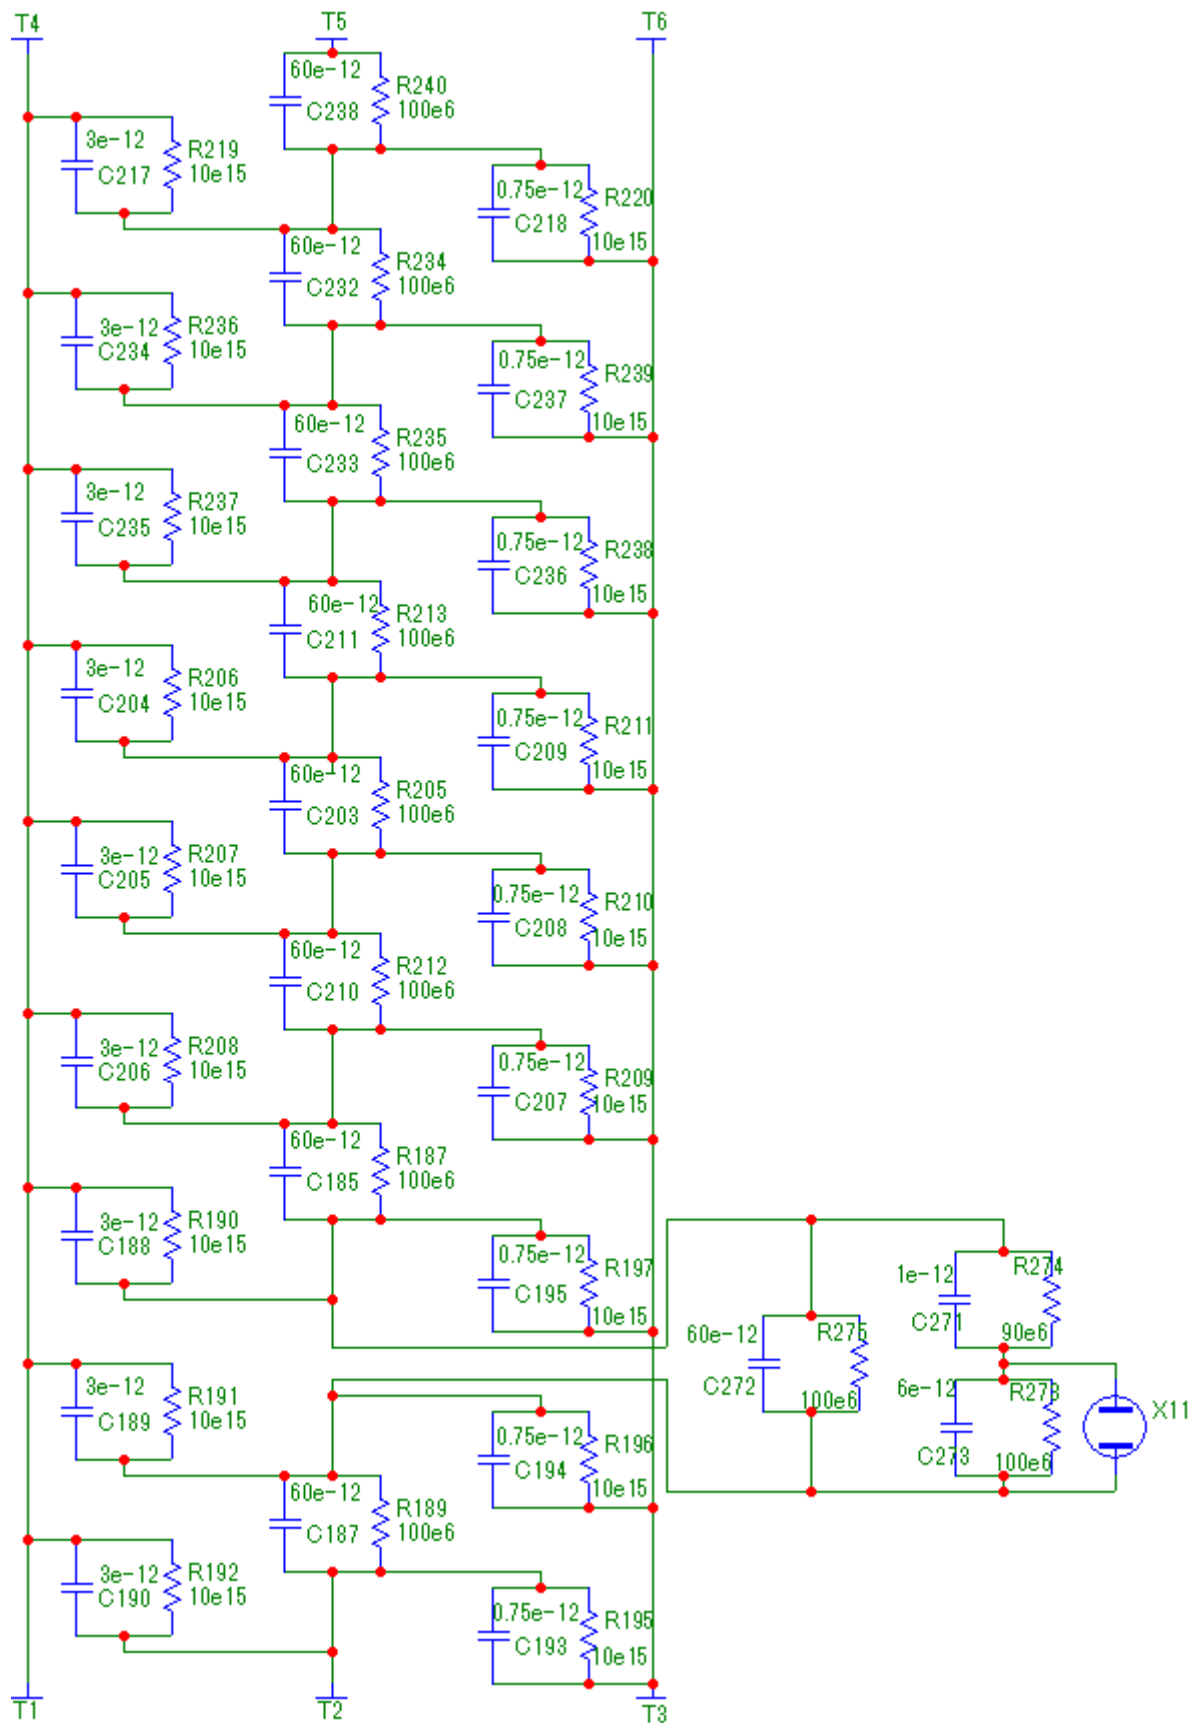 T4
T5
T6
60e-12
R240
C238
100e6
3e-12
R219
C217
10e15
0.75e-12
R220
C218
10e15
60e-12
R234
C232
100e6
3e-12
R236
C234
10e15
0.75e-12
R239
C237
10e15
60e-12
R235
C233
100e6
3e-12
R237
C235
10e15
0.75e-12
R238
C236
10e15
60e-12
R213
C211
100e6
3e-12
R206
C204
10e15
0.75e-12
R211
C209
10e15
60e-12
R205
C203
100e6
3e-12
R207
C205
10e15
0.75e-12
R210
C208
10e15
60e-12
R212
C210
100e6
3e-12
R208
C206
10e15
0.75e-12
R209
C207
10e15
60e-12
R187
C185
100e6
3e-12
R190
C188
10e15
0.75e-12
R197
C195
10e15
1e-12
R274
C271
90e6
60e-12
R275
C272
100e6
6e-12
R273
C273
100e6
X11
3e-12
R191
C189
10e15
0.75e-12
R196
C194
10e15
60e-12
R189
C187
100e6
3e-12
R192
C190
10e15
0.75e-12
R195
C193
10e15
T1
T2
T3